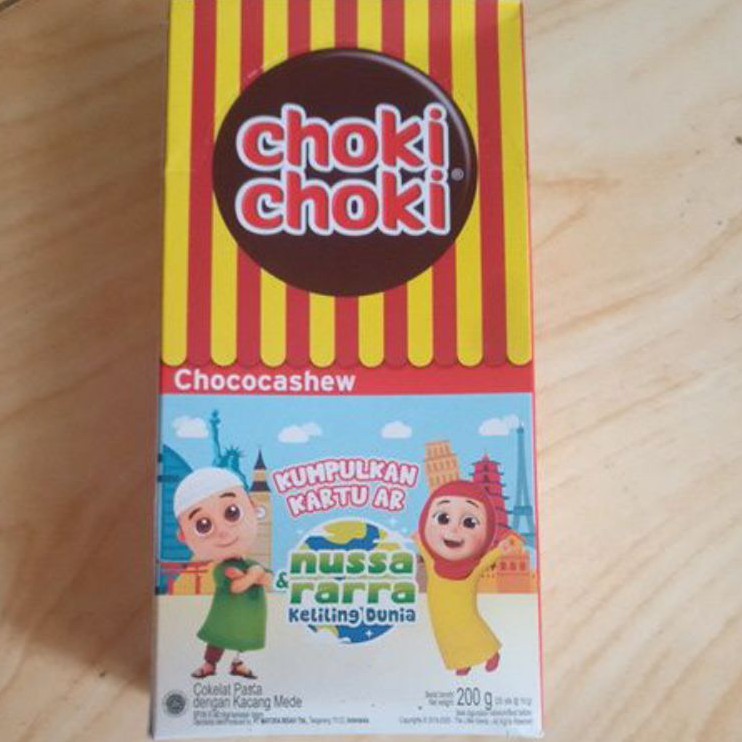 choki
choki®
Chococashew
KUMPULKAN
KARTU AR
nussa
& rarra
Keliling Dunia
Cokelat Pasta
dengan Kacang Mede
200 g